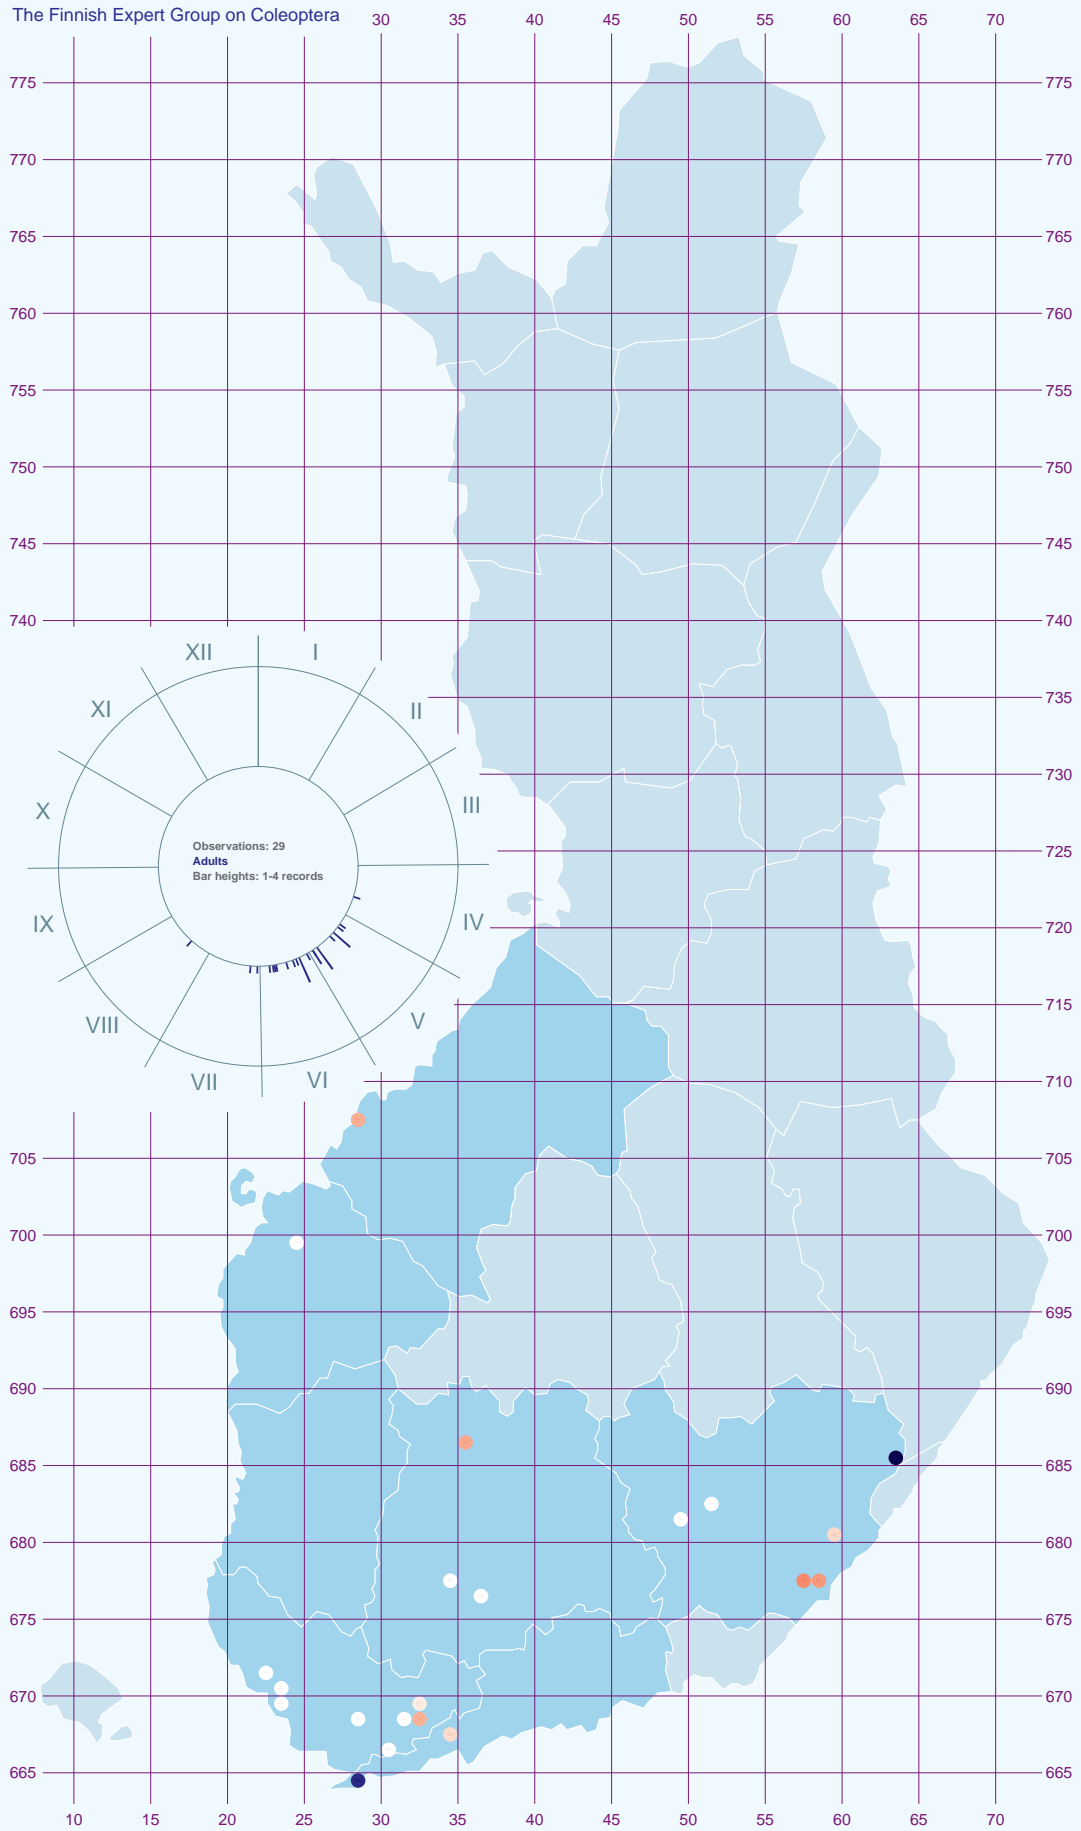 The Finnish Expert Group on Coleoptera
30 35 40 45 50 55 60 65 70
775 775
770 770
765 765
760 760
755 755
750 750
745 745
740 740
735
730
725
720
715
710
705 705
700 700
695 695
690 690
685 685
680 680
675 675
670 670
665 665
10 15 20 25 30 35 40 45 50 55 60 65 70
XII I
XI II
X III
IX IV
VIII V
VII VI
Observations: 29
Adults
Bar heights: 1-4 records